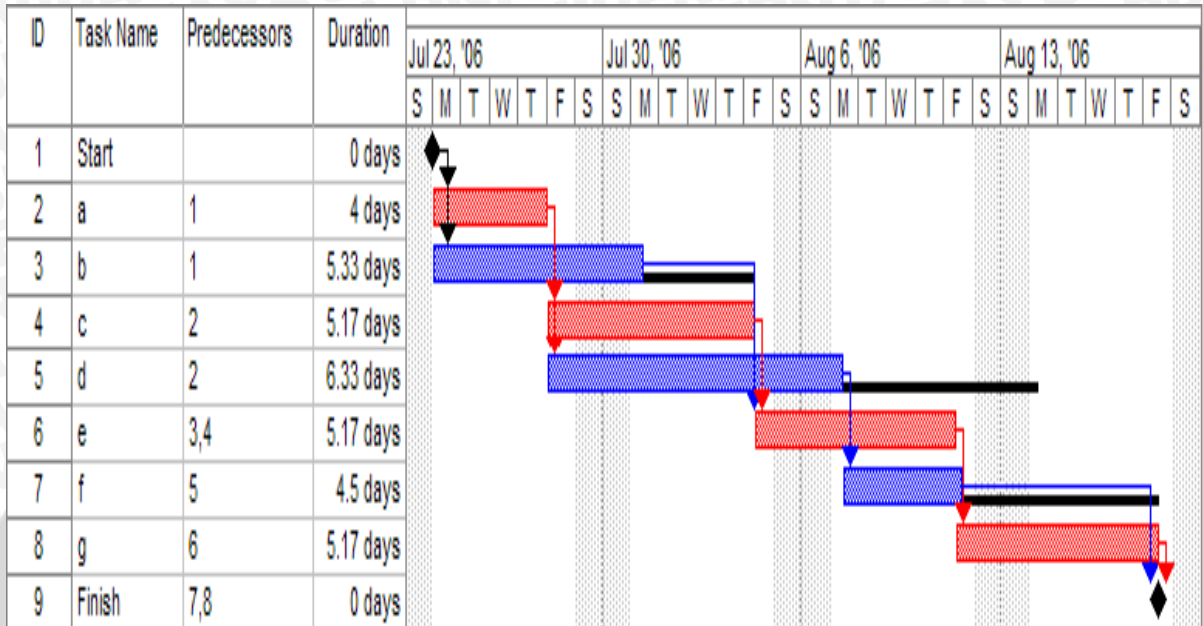 ID Task Name Predecessors Duration
Jul 23, '06 Jul 30, '06 Aug 6, '06 Aug 13, '06
S M T W T F S S M T W T F S S M T W T F S S M T W T F S
1 Start 0 days
2 a 1 4 days
3 b 1 5.33 days
4 c 2 5.17 days
5 d 2 6.33 days
6 e 3,4 5.17 days
7 f 5 4.5 days
8 g 6 5.17 days
9 Finish 7,8 0 days